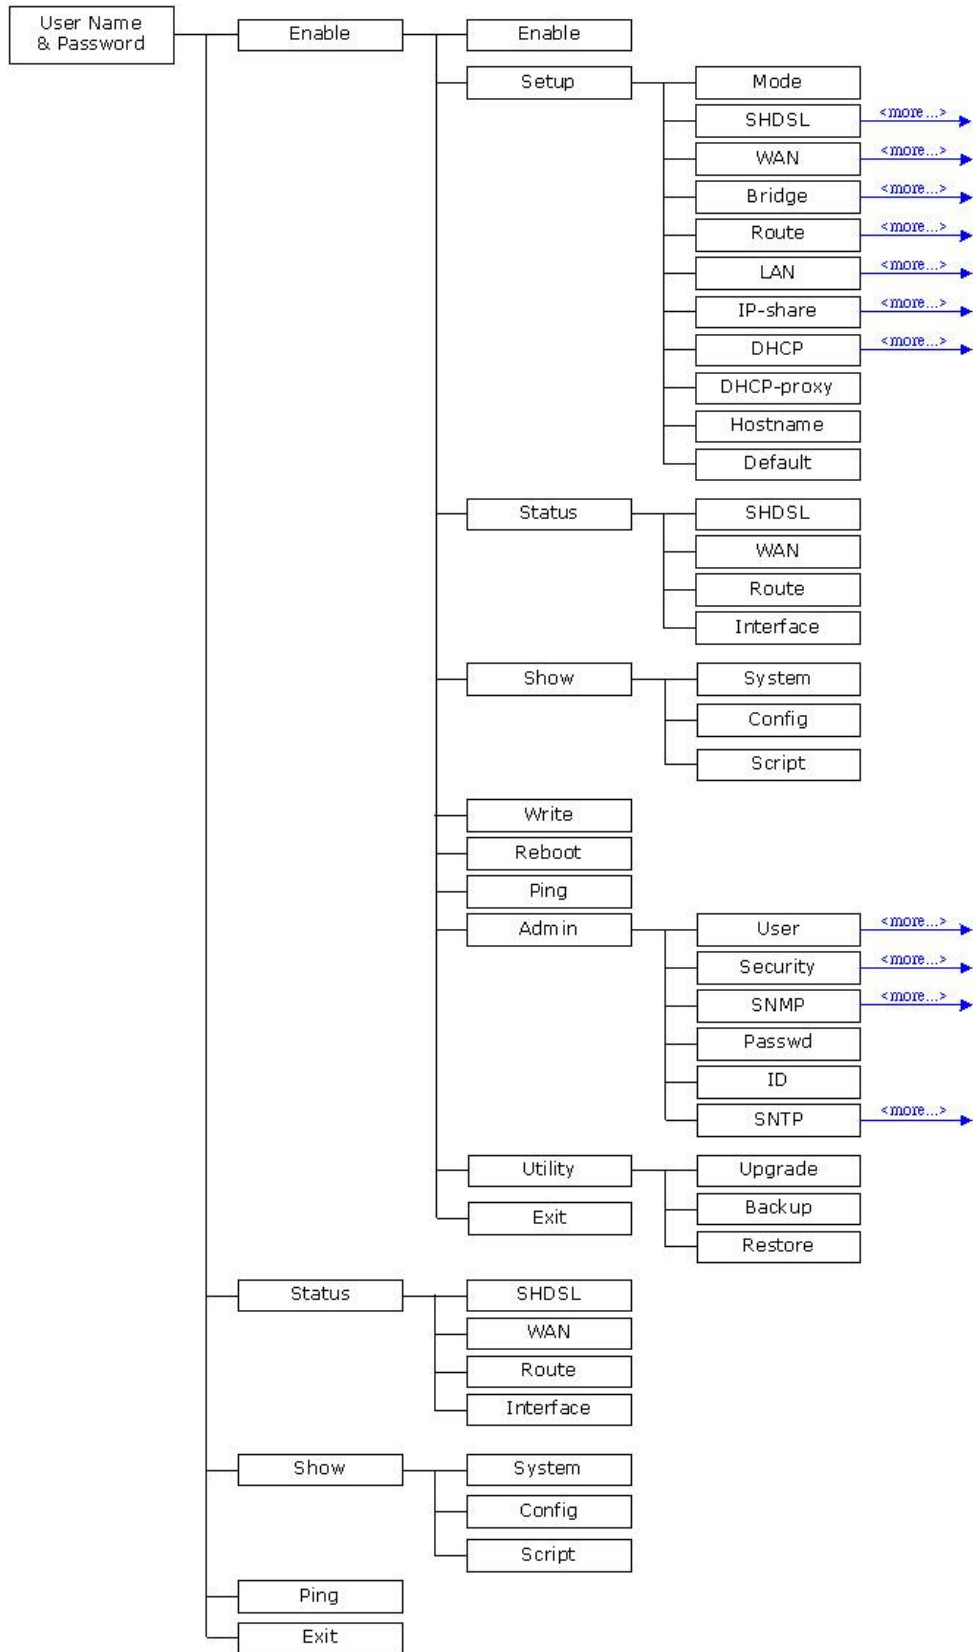 User Name
& Password
Enable
Enable
Setup
Mode
SHDSL
<more...>
WAN
<more...>
Bridge
<more...>
Route
<more...>
LAN
<more...>
IP-share
<more...>
DHCP
<more...>
DHCP-proxy
Hostname
Default
Status
SHDSL
WAN
Route
Interface
Show
System
Config
Script
Write
Reboot
Ping
Admin
User
<more...>
Security
<more...>
SNMP
<more...>
Passwd
ID
SNTP
<more...>
Utility
Upgrade
Backup
Restore
Exit
Status
SHDSL
WAN
Route
Interface
Show
System
Config
Script
Ping
Exit